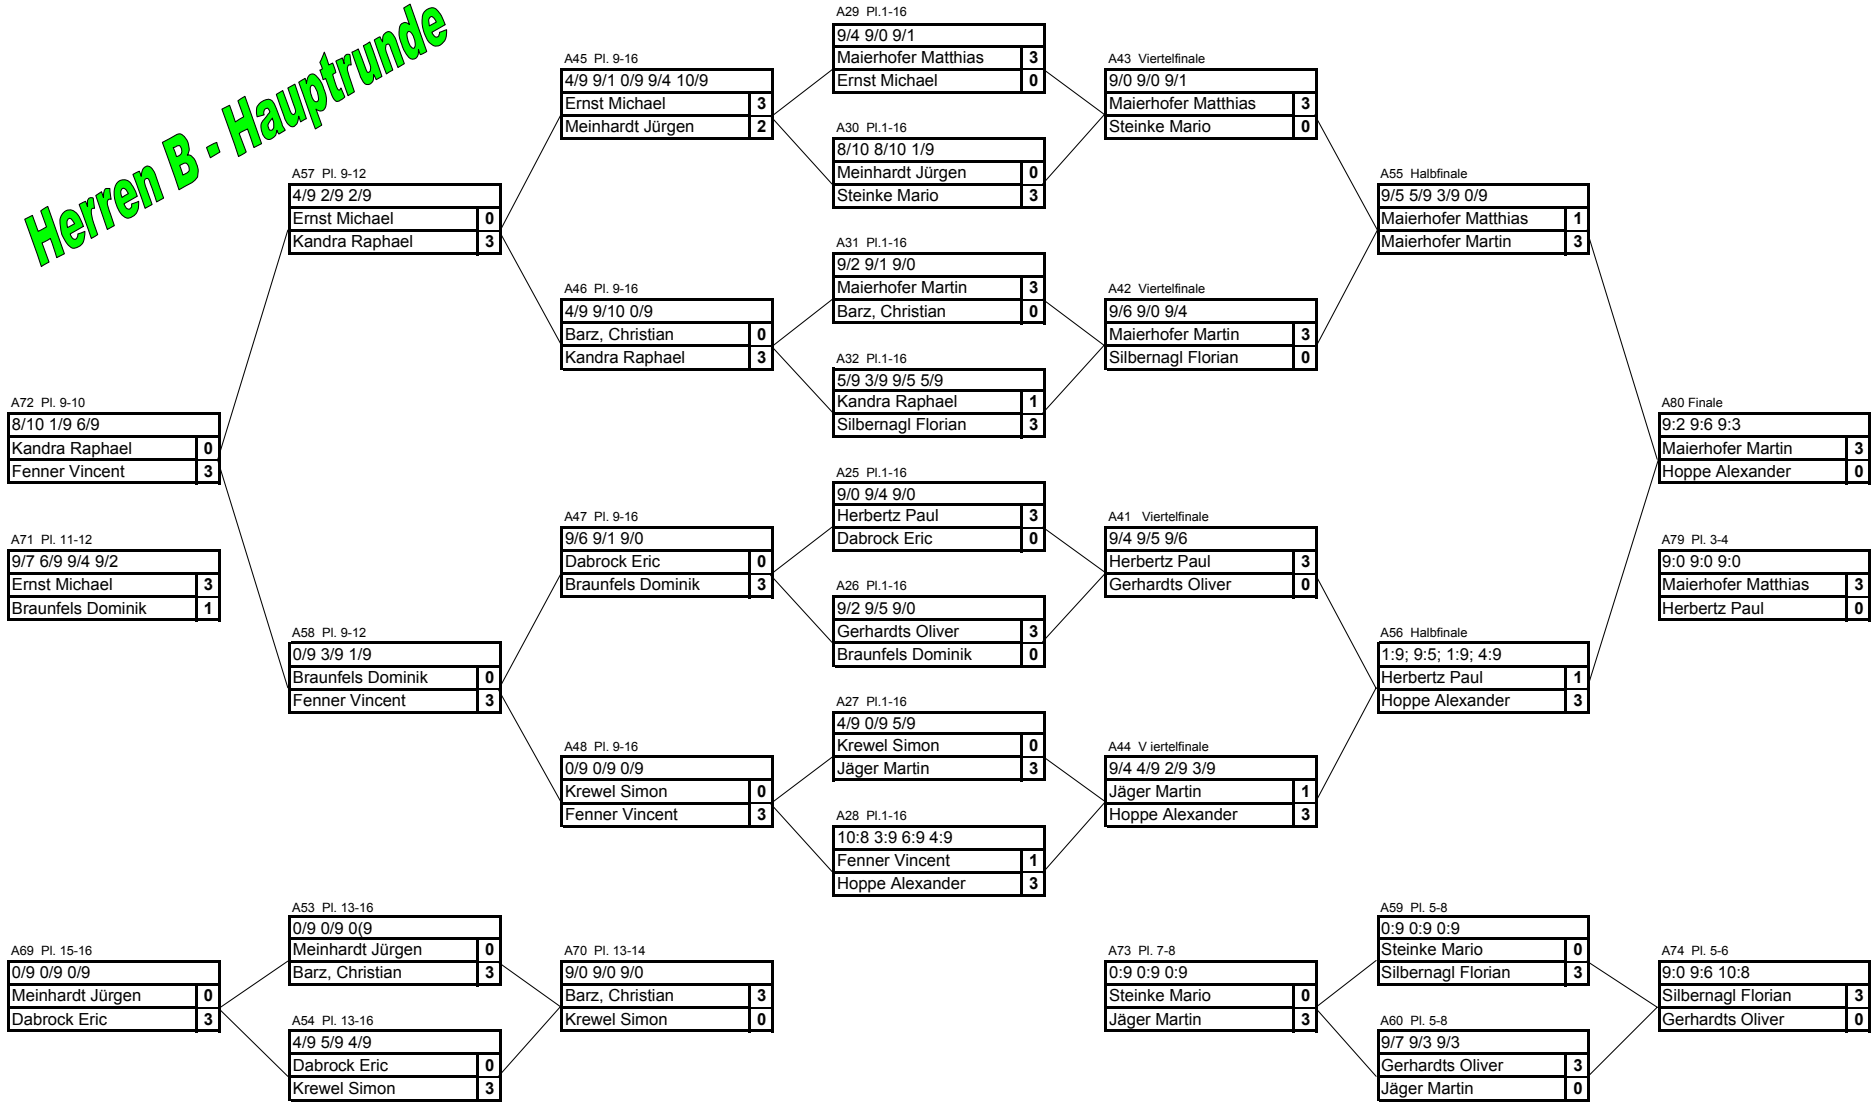 Herren B - Hauptrunde
A29 Pl.1-16
9/4 9/0 9/1
Maierhofer Matthias 3
Ernst Michael 0
A45 Pl. 9-16
4/9 9/1 0/9 9/4 10/9
Ernst Michael 3
Meinhardt Jürgen 2
A43 Viertelfinale
9/0 9/0 9/1
Maierhofer Matthias 3
Steinke Mario 0
A30 Pl.1-16
8/10 8/10 1/9
Meinhardt Jürgen 0
Steinke Mario 3
A57 Pl. 9-12
4/9 2/9 2/9
Ernst Michael 0
Kandra Raphael 3
A55 Halbfinale
9/5 5/9 3/9 0/9
Maierhofer Matthias 1
Maierhofer Martin 3
A31 Pl.1-16
9/2 9/1 9/0
Maierhofer Martin 3
Barz, Christian 0
A46 Pl. 9-16
4/9 9/10 0/9
Barz, Christian 0
Kandra Raphael 3
A42 Viertelfinale
9/6 9/0 9/4
Maierhofer Martin 3
Silbernagl Florian 0
A32 Pl.1-16
5/9 3/9 9/5 5/9
Kandra Raphael 1
Silbernagl Florian 3
A72 Pl. 9-10
8/10 1/9 6/9
Kandra Raphael 0
Fenner Vincent 3
A80 Finale
9:2 9:6 9:3
Maierhofer Martin 3
Hoppe Alexander 0
A25 Pl.1-16
9/0 9/4 9/0
Herbertz Paul 3
Dabrock Eric 0
A47 Pl. 9-16
9/6 9/1 9/0
Dabrock Eric 0
Braunfels Dominik 3
A41 Viertelfinale
9/4 9/5 9/6
Herbertz Paul 3
Gerhardts Oliver 0
A71 Pl. 11-12
9/7 6/9 9/4 9/2
Ernst Michael 3
Braunfels Dominik 1
A79 Pl. 3-4
9:0 9:0 9:0
Maierhofer Matthias 3
Herbertz Paul 0
A26 Pl.1-16
9/2 9/5 9/0
Gerhardts Oliver 3
Braunfels Dominik 0
A58 Pl. 9-12
0/9 3/9 1/9
Braunfels Dominik 0
Fenner Vincent 3
A56 Halbfinale
1:9; 9:5; 1:9; 4:9
Herbertz Paul 1
Hoppe Alexander 3
A27 Pl.1-16
4/9 0/9 5/9
Krewel Simon 0
Jäger Martin 3
A48 Pl. 9-16
0/9 0/9 0/9
Krewel Simon 0
Fenner Vincent 3
A44 V iertelfinale
9/4 4/9 2/9 3/9
Jäger Martin 1
Hoppe Alexander 3
A28 Pl.1-16
10:8 3:9 6:9 4:9
Fenner Vincent 1
Hoppe Alexander 3
A53 Pl. 13-16
0/9 0/9 0(9
Meinhardt Jürgen 0
Barz, Christian 3
A59 Pl. 5-8
0:9 0:9 0:9
Steinke Mario 0
Silbernagl Florian 3
A69 Pl. 15-16
0/9 0/9 0/9
Meinhardt Jürgen 0
Dabrock Eric 3
A70 Pl. 13-14
9/0 9/0 9/0
Barz, Christian 3
Krewel Simon 0
A73 Pl. 7-8
0:9 0:9 0:9
Steinke Mario 0
Jäger Martin 3
A74 Pl. 5-6
9:0 9:6 10:8
Silbernagl Florian 3
Gerhardts Oliver 0
A54 Pl. 13-16
4/9 5/9 4/9
Dabrock Eric 0
Krewel Simon 3
A60 Pl. 5-8
9/7 9/3 9/3
Gerhardts Oliver 3
Jäger Martin 0